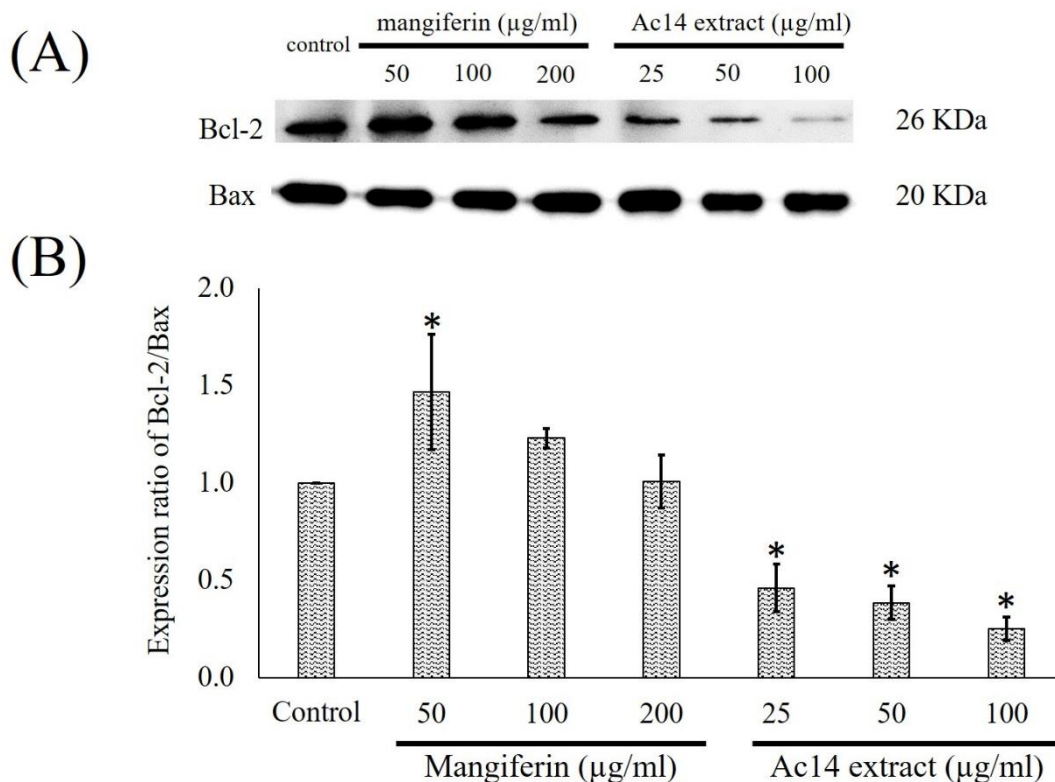 (A)
control mangiferin (µg/ml) Ac14 extract (µg/ml)
50 100 200 25 50 100
Bcl-2 26 KDa
Bax 20 KDa
(B)
Expression ratio of Bcl-2/Bax
2.0
1.5
1.0
0.5
0.0
* * * *
Control 50 100 200 25 50 100
Mangiferin (µg/ml) Ac14 extract (µg/ml)